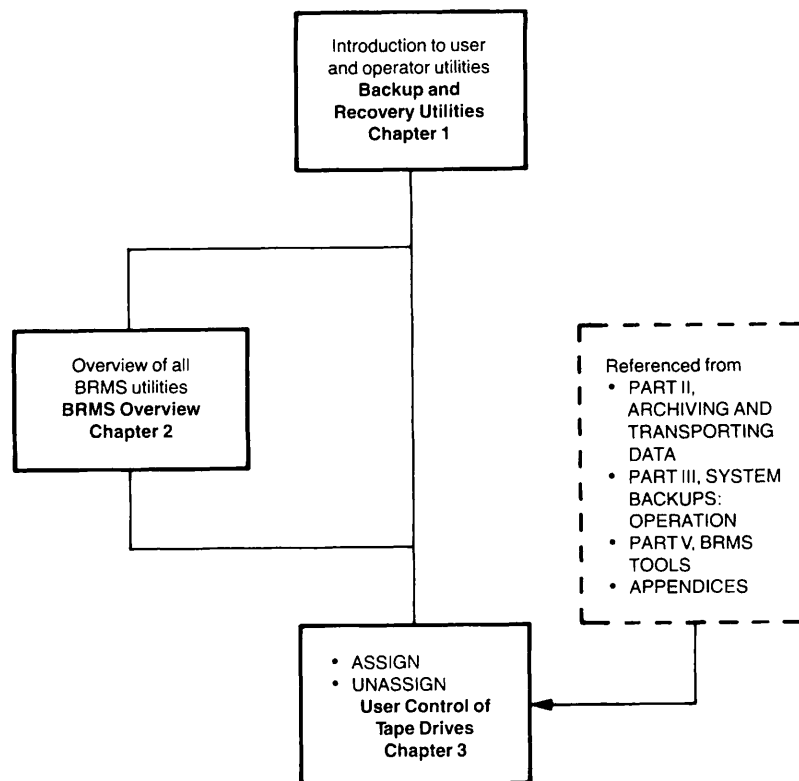 Introduction to user
and operator utilities
Backup and
Recovery Utilities
Chapter 1
Overview of all
BRMS utilities
BRMS Overview
Chapter 2
Referenced from
• PART II,
ARCHIVING AND
TRANSPORTING
DATA
• PART III, SYSTEM
BACKUPS:
OPERATION
• PART V, BRMS
TOOLS
• APPENDICES
• ASSIGN
• UNASSIGN
User Control of
Tape Drives
Chapter 3